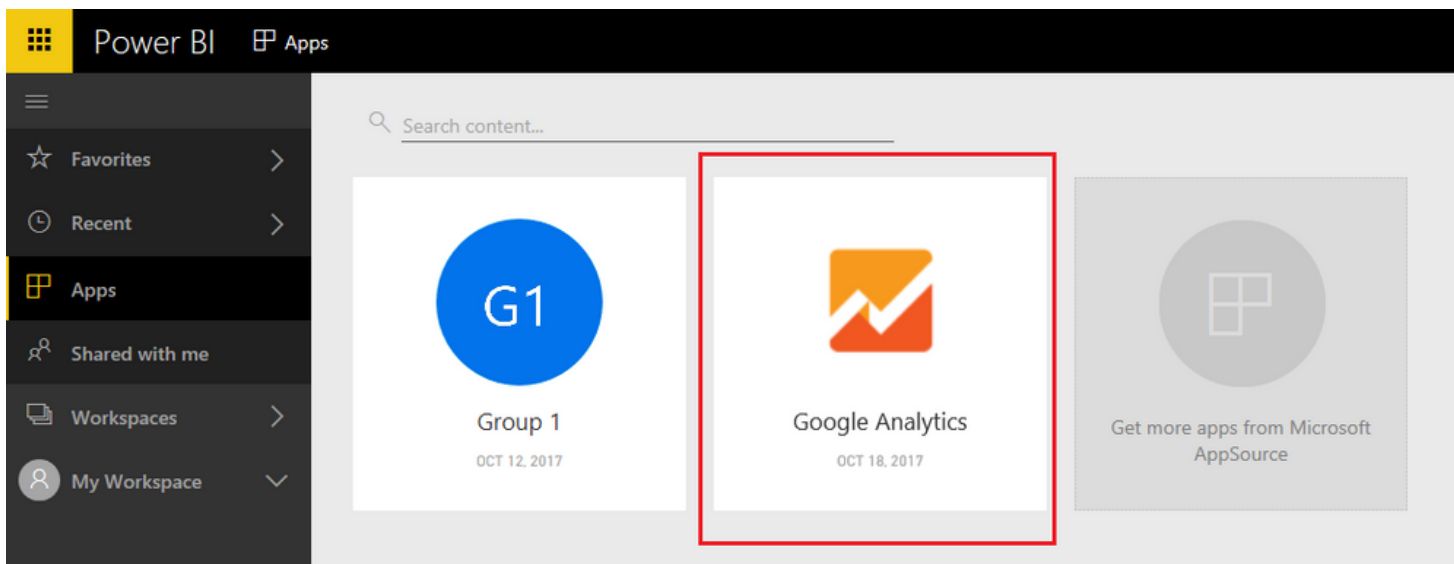 Power BI Apps
Search content...
Favorites
Recent
Apps
Shared with me
Workspaces
My Workspace
G1
Group 1
OCT 12, 2017
Google Analytics
OCT 18, 2017
Get more apps from Microsoft
AppSource